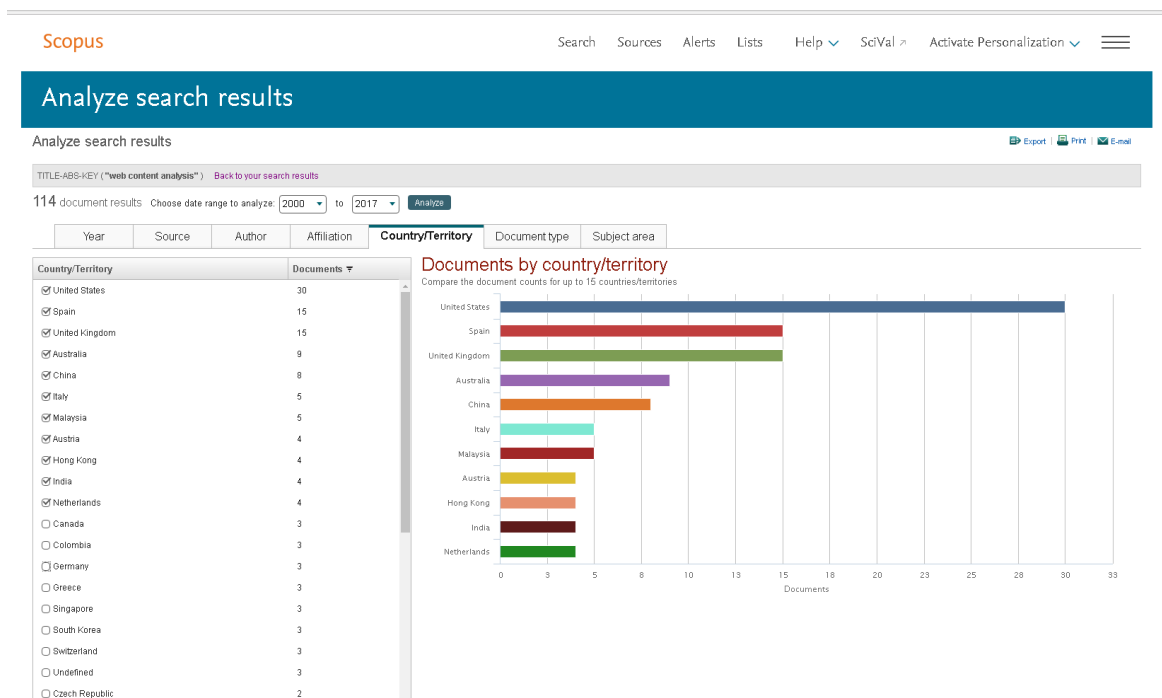 Scopus
Search Sources Alerts Lists Help SciVal Activate Personalization
Analyze search results
Analyze search results
Export | Print | E-mail
TITLE-ABS-KEY ( "web content analysis" ) Back to your search results
114 document results Choose date range to analyze: 2000 to 2017 Analyze
Year Source Author Affiliation Country/Territory Document type Subject area
Country/Territory Documents
United States 30
Spain 15
United Kingdom 15
Australia 9
China 8
Italy 5
Malaysia 5
Austria 4
Hong Kong 4
India 4
Netherlands 4
Canada 3
Colombia 3
Germany 3
Greece 3
Singapore 3
South Korea 3
Switzerland 3
Undefined 3
Czech Republic 2
Documents by country/territory
Compare the document counts for up to 15 countries/territories
United States
Spain
United Kingdom
Australia
China
Italy
Malaysia
Austria
Hong Kong
India
Netherlands
0 3 5 8 10 13 15 18 20 23 25 28 30 33
Documents